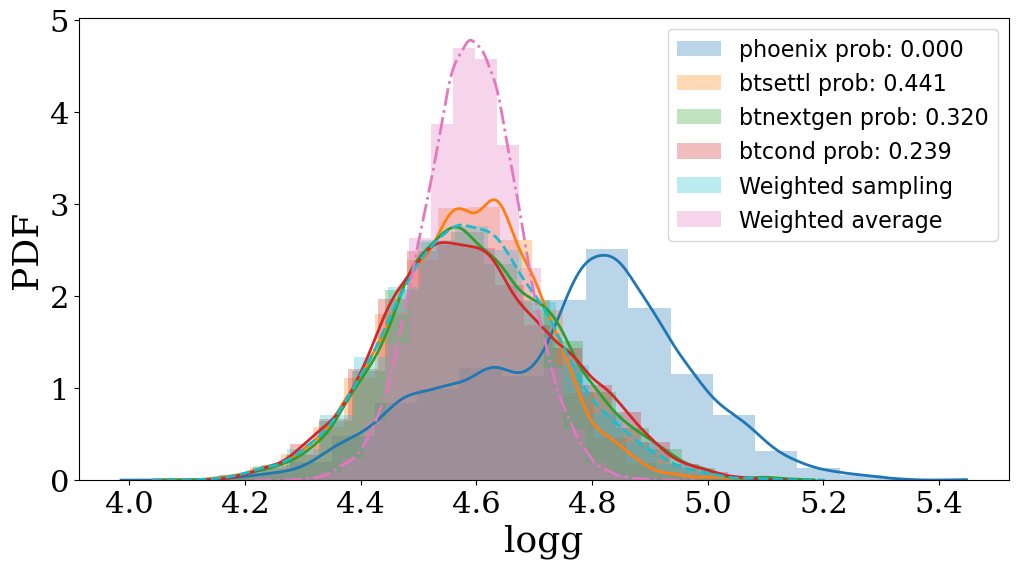 5
4
3
2
1
0
PDF
phoenix prob: 0.000
btsettl prob: 0.441
btnextgen prob: 0.320
btcond prob: 0.239
Weighted sampling
Weighted average
4.0 4.2 4.4 4.6 4.8 5.0 5.2 5.4
logg